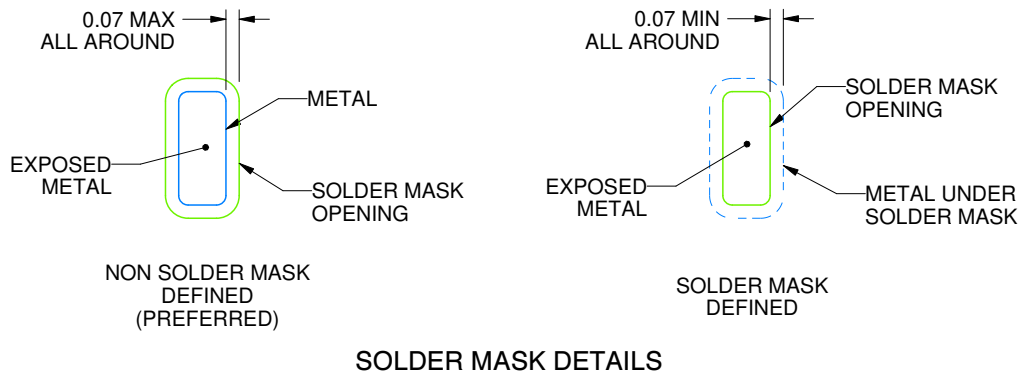 0.07 MAX
ALL AROUND
METAL
EXPOSED
METAL
SOLDER MASK
OPENING
NON SOLDER MASK
DEFINED
(PREFERRED)
0.07 MIN
ALL AROUND
SOLDER MASK
OPENING
EXPOSED
METAL
METAL UNDER
SOLDER MASK
SOLDER MASK
DEFINED
SOLDER MASK DETAILS